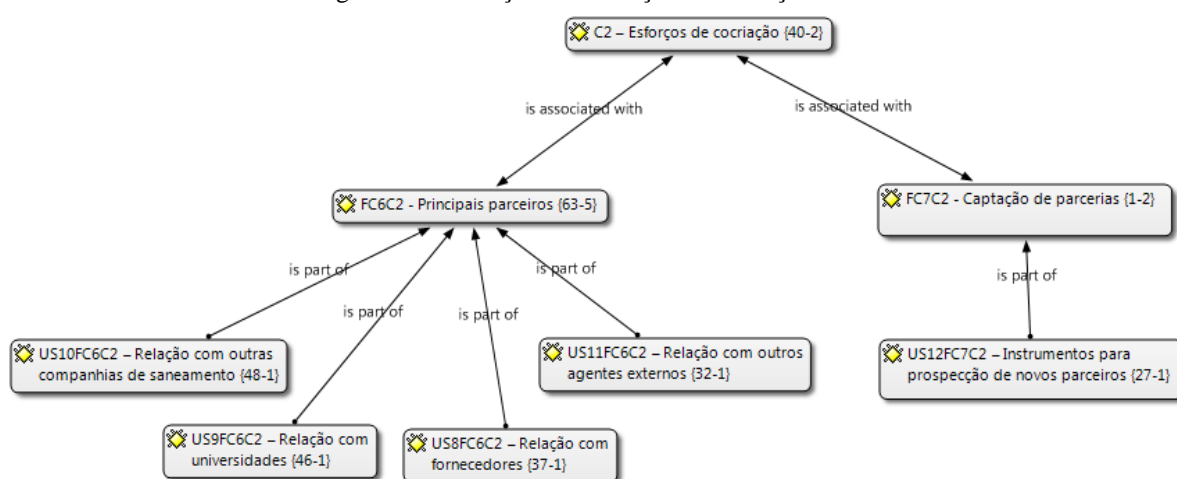 C2 – Esforços de cocriação {40-2}
is associated with
is associated with
FC6C2 - Principais parceiros {63-5}
FC7C2 - Captação de parcerias {1-2}
is part of
is part of
is part of
is part of
is part of
US10FC6C2 – Relação com outras
companhias de saneamento {48-1}
US11FC6C2 – Relação com outros
agentes externos {32-1}
US12FC7C2 – Instrumentos para
prospecção de novos parceiros {27-1}
US9FC6C2 – Relação com
universidades {46-1}
US8FC6C2 – Relação com
fornecedores {37-1}